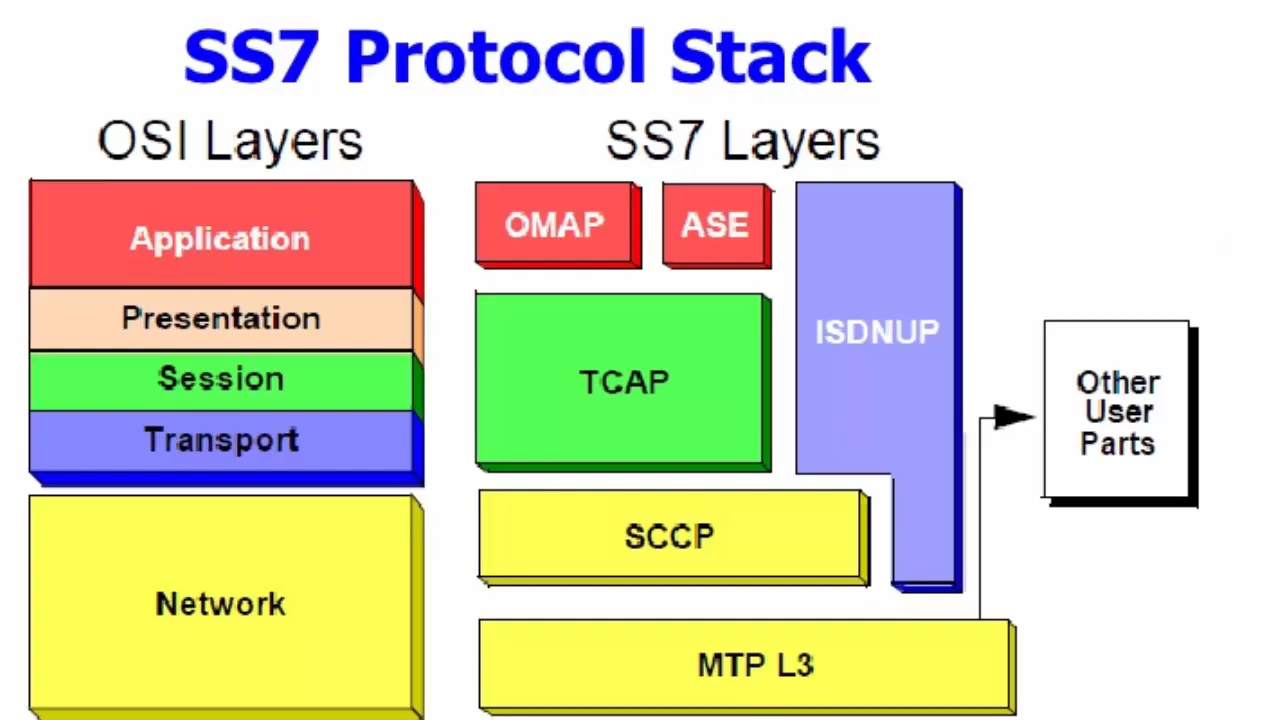 SS7 Protocol Stack
OSI Layers
SS7 Layers
Application
Presentation
Session
Transport
Network
OMAP
ASE
ISDNUP
TCAP
SCCP
MTP L3
Other
User
Parts